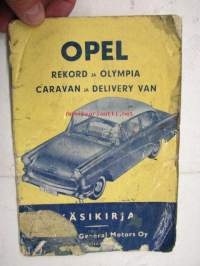 OPEL
REKORD JA OLYMPIA
CARAVAN JA DELIVERY VAN
KÄSIKIRJA
General Motors Oy